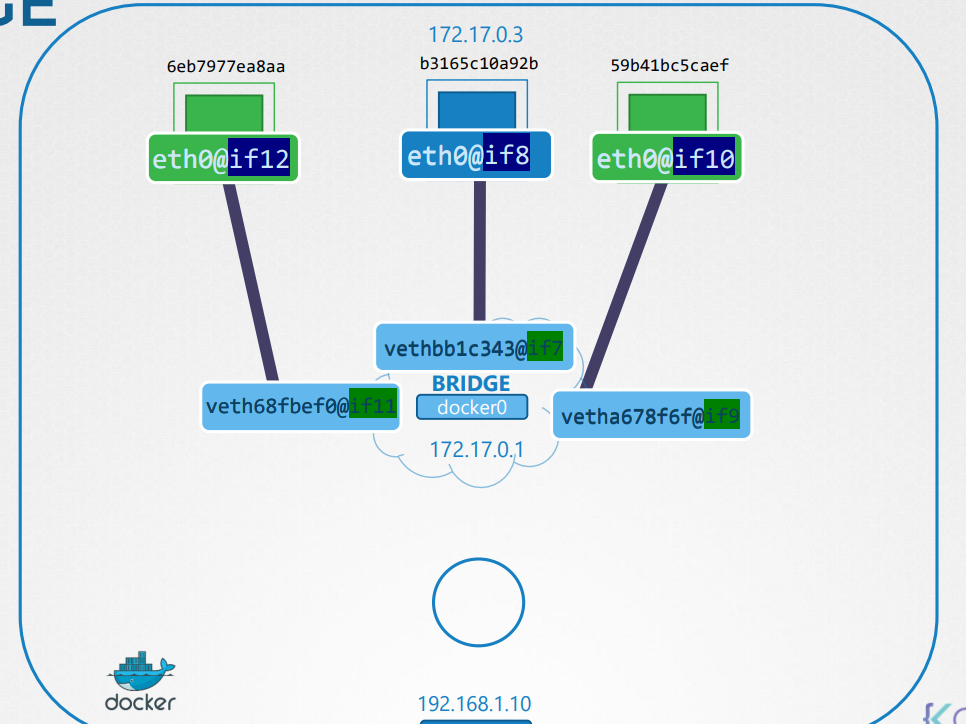 GE
172.17.0.3
6eb7977ea8aa
b3165c10a92b
59b41bc5caef
eth0@if12
eth0@if8
eth0@if10
vethbb1c343@if7
BRIDGE
veth68fbef0@if11
docker0
vetha678f6f@if9
172.17.0.1
docker
192.168.1.10